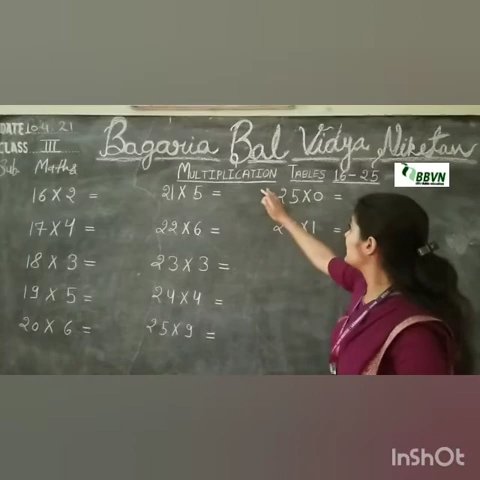 DATE 10.4.21
CLASS III
Sub Maths
Bagaria Bal Vidya Niketan
MULTIPLICATION TABLES 16-25
BBVN
16 X 2 =
17 X 4 =
18 X 3 =
19 X 5 =
20 X 6 =
21 X 5 =
22 X 6 =
23 X 3 =
24 X 4 =
25 X 9 =
25 X 0 =
X 1 =
InShOt